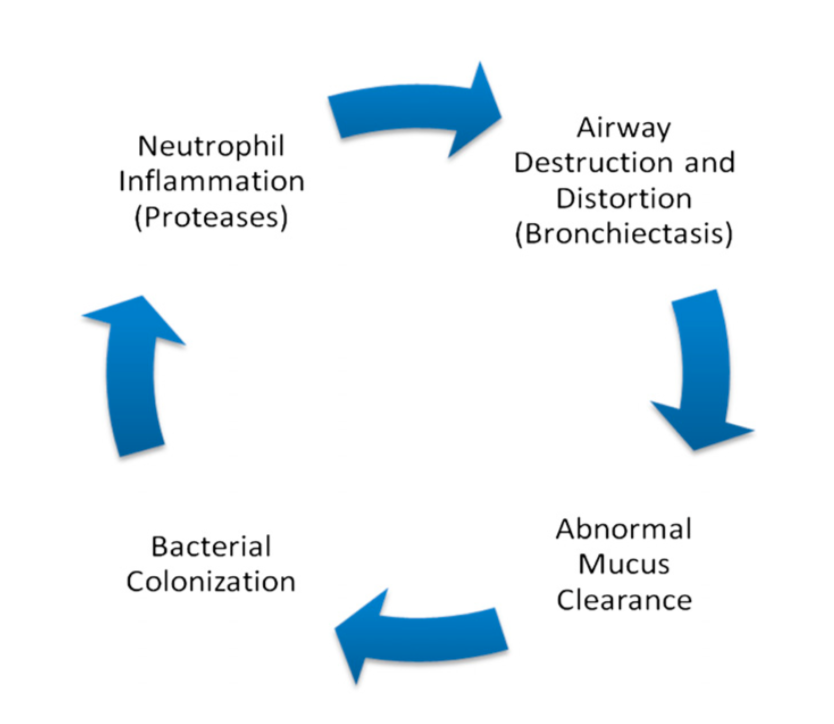 Neutrophil
Inflammation
(Proteases)
Airway
Destruction and
Distortion
(Bronchiectasis)
Abnormal
Mucus
Clearance
Bacterial
Colonization